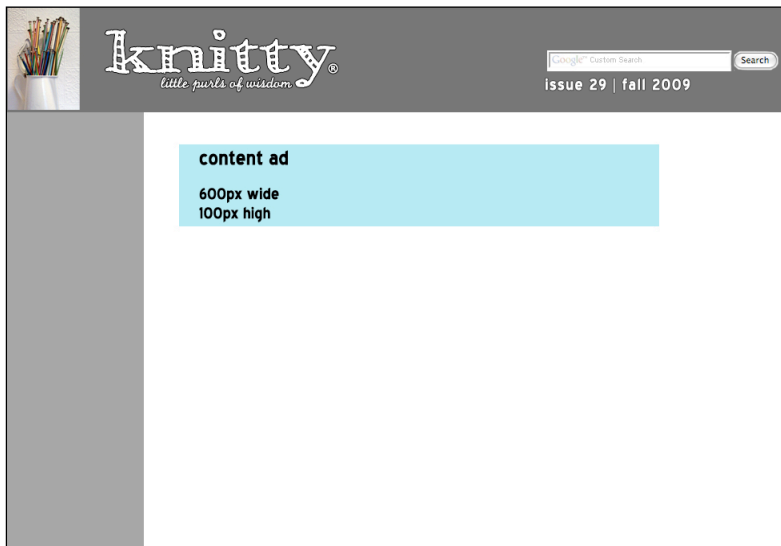 knitty®
little purls of wisdom
Google™ Custom Search
Search
issue 29 | fall 2009
content ad
600px wide
100px high